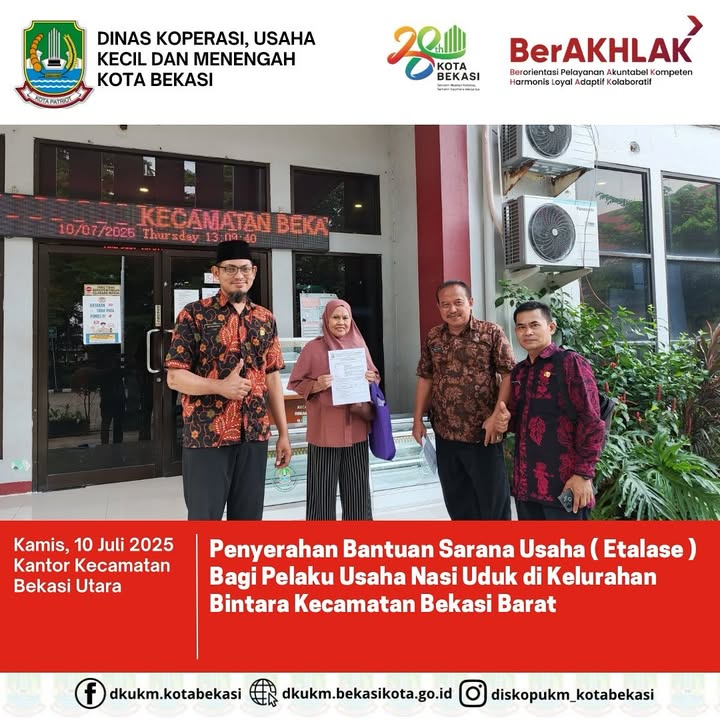 DINAS KOPERASI, USAHA
KECIL DAN MENENGAH
KOTA BEKASI
KOTA PATRIOT
28th
KOTA
BEKASI
BerAKHLAK
Berorientasi Pelayanan Akuntabel Kompeten
Harmonis Loyal Adaptif Kolaboratif
KECAMATAN BEKA
10/07/2025 Thursday 13:09:40
Panasonic
Kamis, 10 Juli 2025
Kantor Kecamatan
Bekasi Utara
Penyerahan Bantuan Sarana Usaha ( Etalase )
Bagi Pelaku Usaha Nasi Uduk di Kelurahan
Bintara Kecamatan Bekasi Barat
dkukm.kotabekasi
dkukm.bekasikota.go.id
diskopukm_kotabekasi